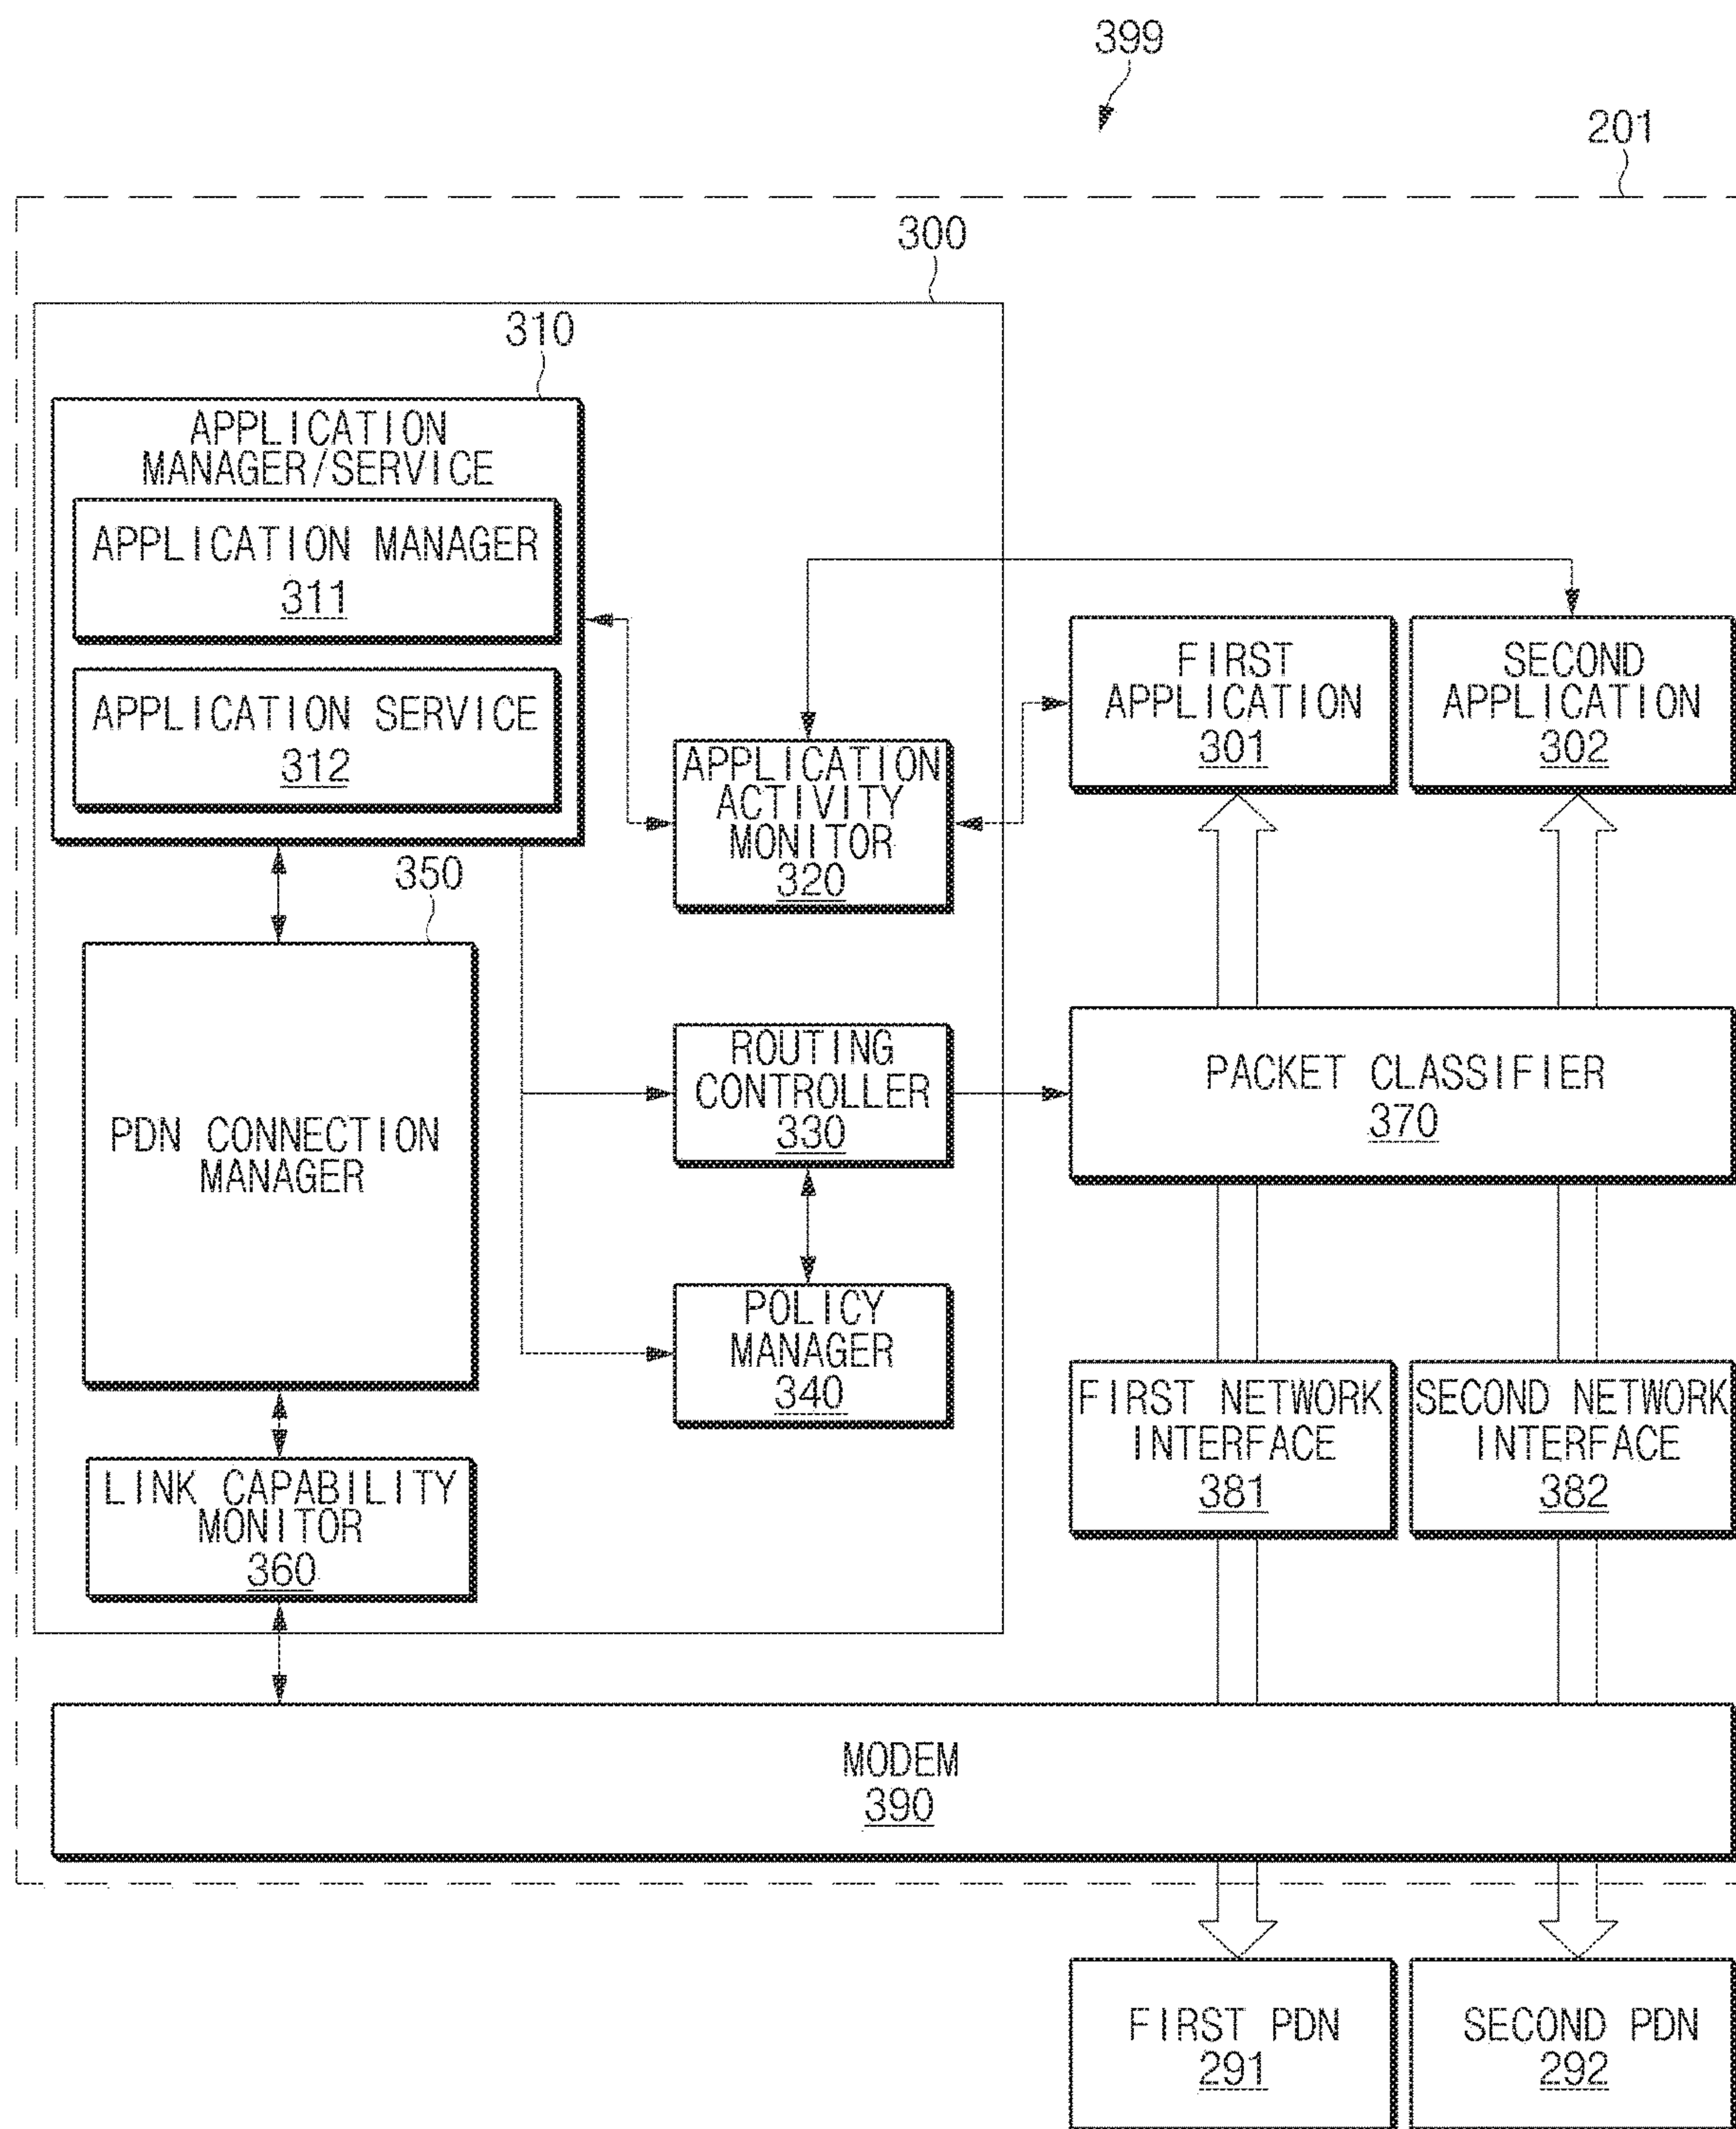 399
201
300
310
APPLICATION
MANAGER/SERVICE
APPLICATION MANAGER
311
APPLICATION SERVICE
312
APPLICATION
ACTIVITY
MONITOR
320
FIRST
APPLICATION
301
SECOND
APPLICATION
302
350
PDN CONNECTION
MANAGER
ROUTING
CONTROLLER
330
PACKET CLASSIFIER
370
POLICY
MANAGER
340
FIRST NETWORK
INTERFACE
381
SECOND NETWORK
INTERFACE
382
LINK CAPABILITY
MONITOR
360
MODEM
390
FIRST PDN
291
SECOND PDN
292